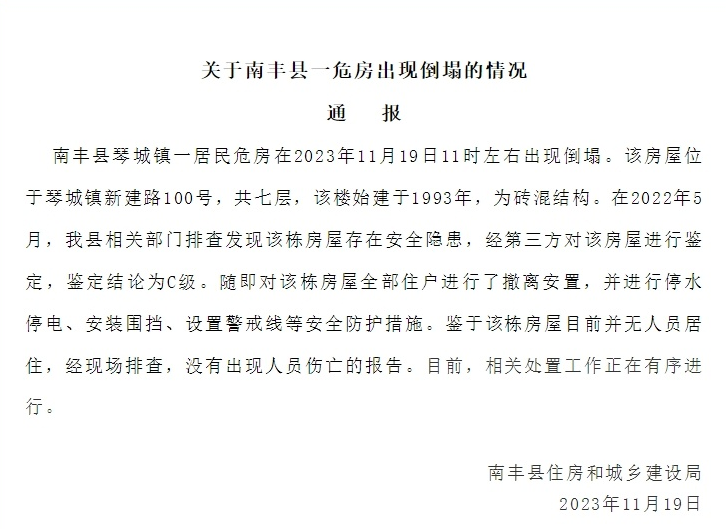 关于南丰县一危房出现倒塌的情况
通 报
南丰县琴城镇一居民危房在2023年11月19日11时左右出现倒塌。该房屋位
于琴城镇新建路100号，共七层，该楼始建于1993年，为砖混结构。在2022年5
月，我县相关部门排查发现该栋房屋存在安全隐患，经第三方对该房屋进行鉴
定，鉴定结论为C级。随即对该栋房屋全部住户进行了撤离安置，并进行停水
停电、安装围挡、设置警戒线等安全防护措施。鉴于该栋房屋目前并无人员居
住，经现场排查，没有出现人员伤亡的报告。目前，相关处置工作正在有序进
行。
南丰县住房和城乡建设局
2023年11月19日